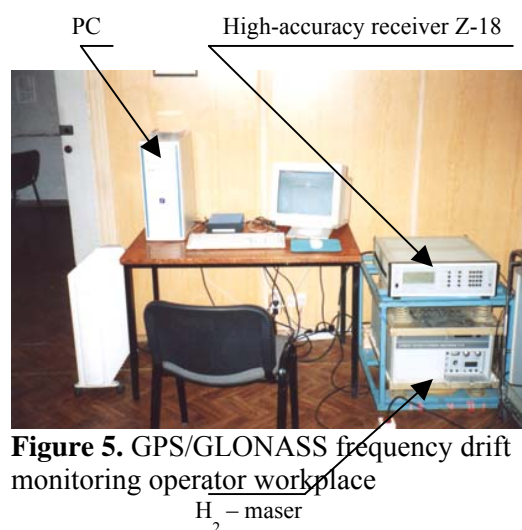 PC High-accuracy receiver Z-18
Figure 5. GPS/GLONASS frequency drift
monitoring operator workplace
H₂ – maser